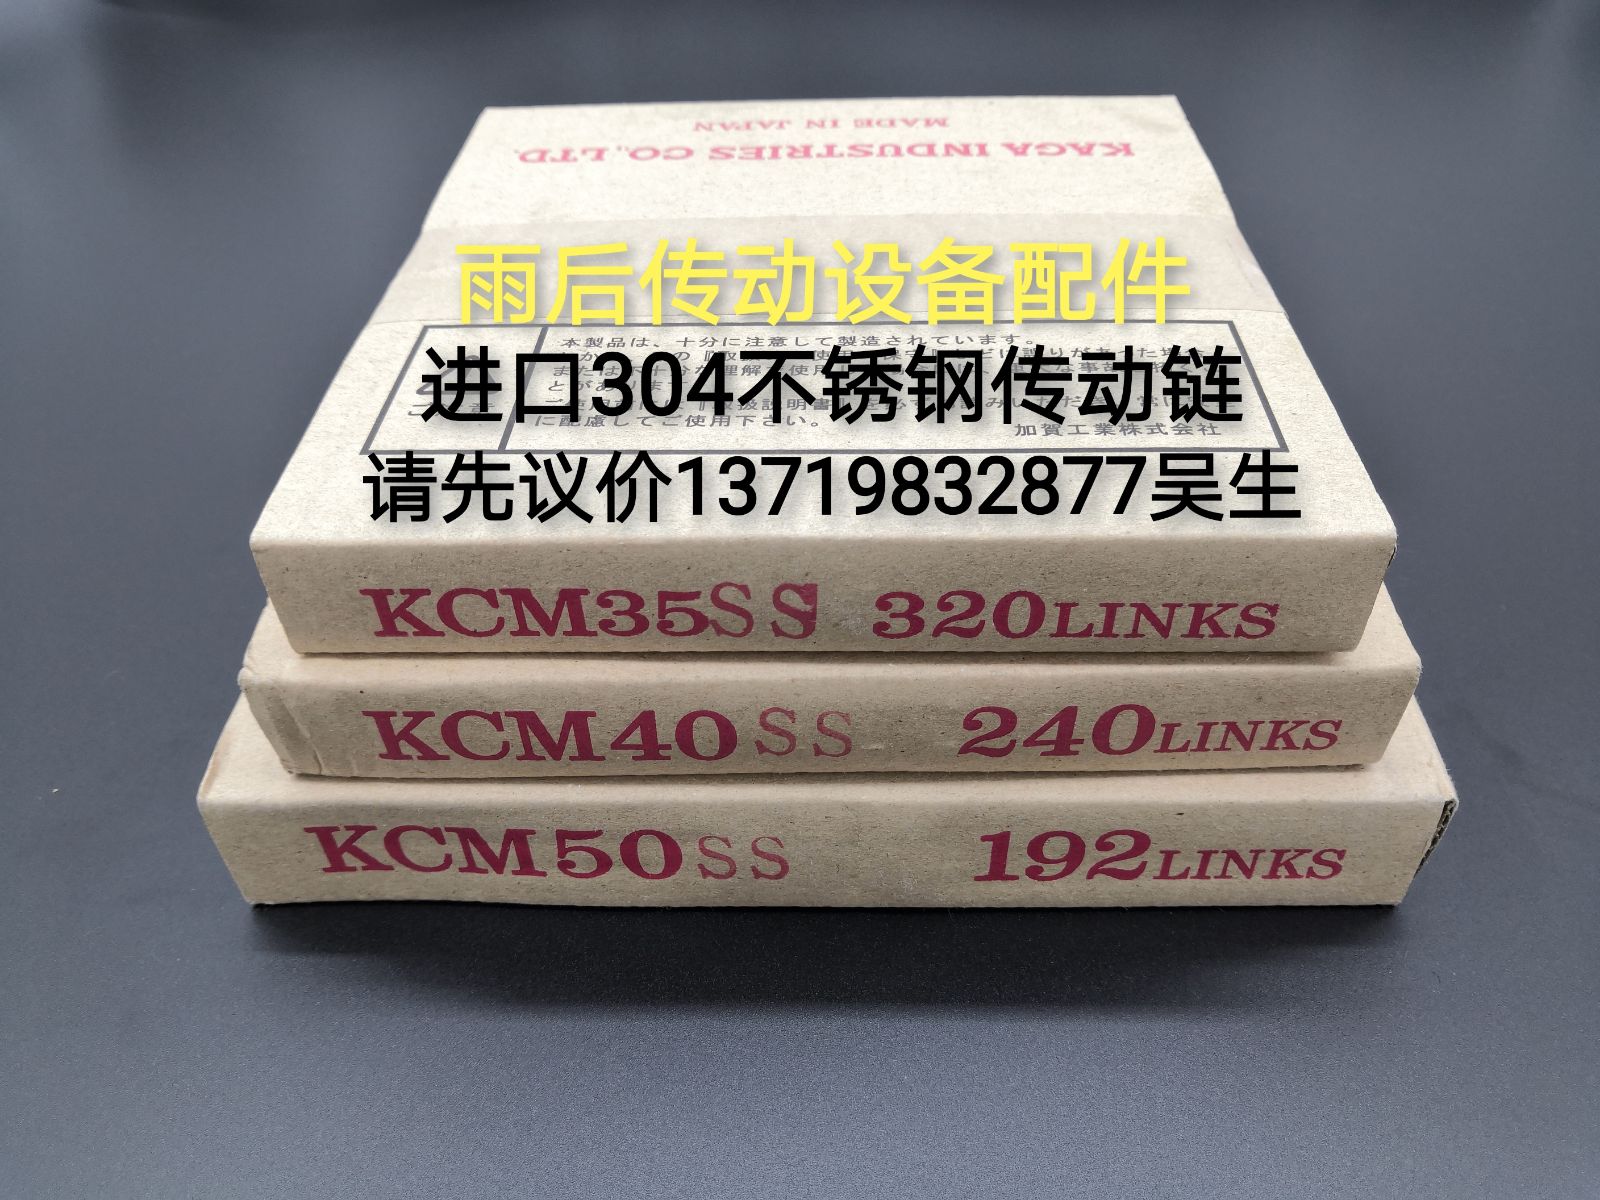 MADE IN JAPAN
KAGA INDUSTRIES CO., LTD.
雨后传动设备配件
本製品は、十分に注意して製造されています。
进口304不锈钢传动链
に配慮してご使用下さい。
加賀工業株式会社
请先议价13719832877吴生
KCM35SS 320LINKS
KCM40SS 240LINKS
KCM50SS 192LINKS